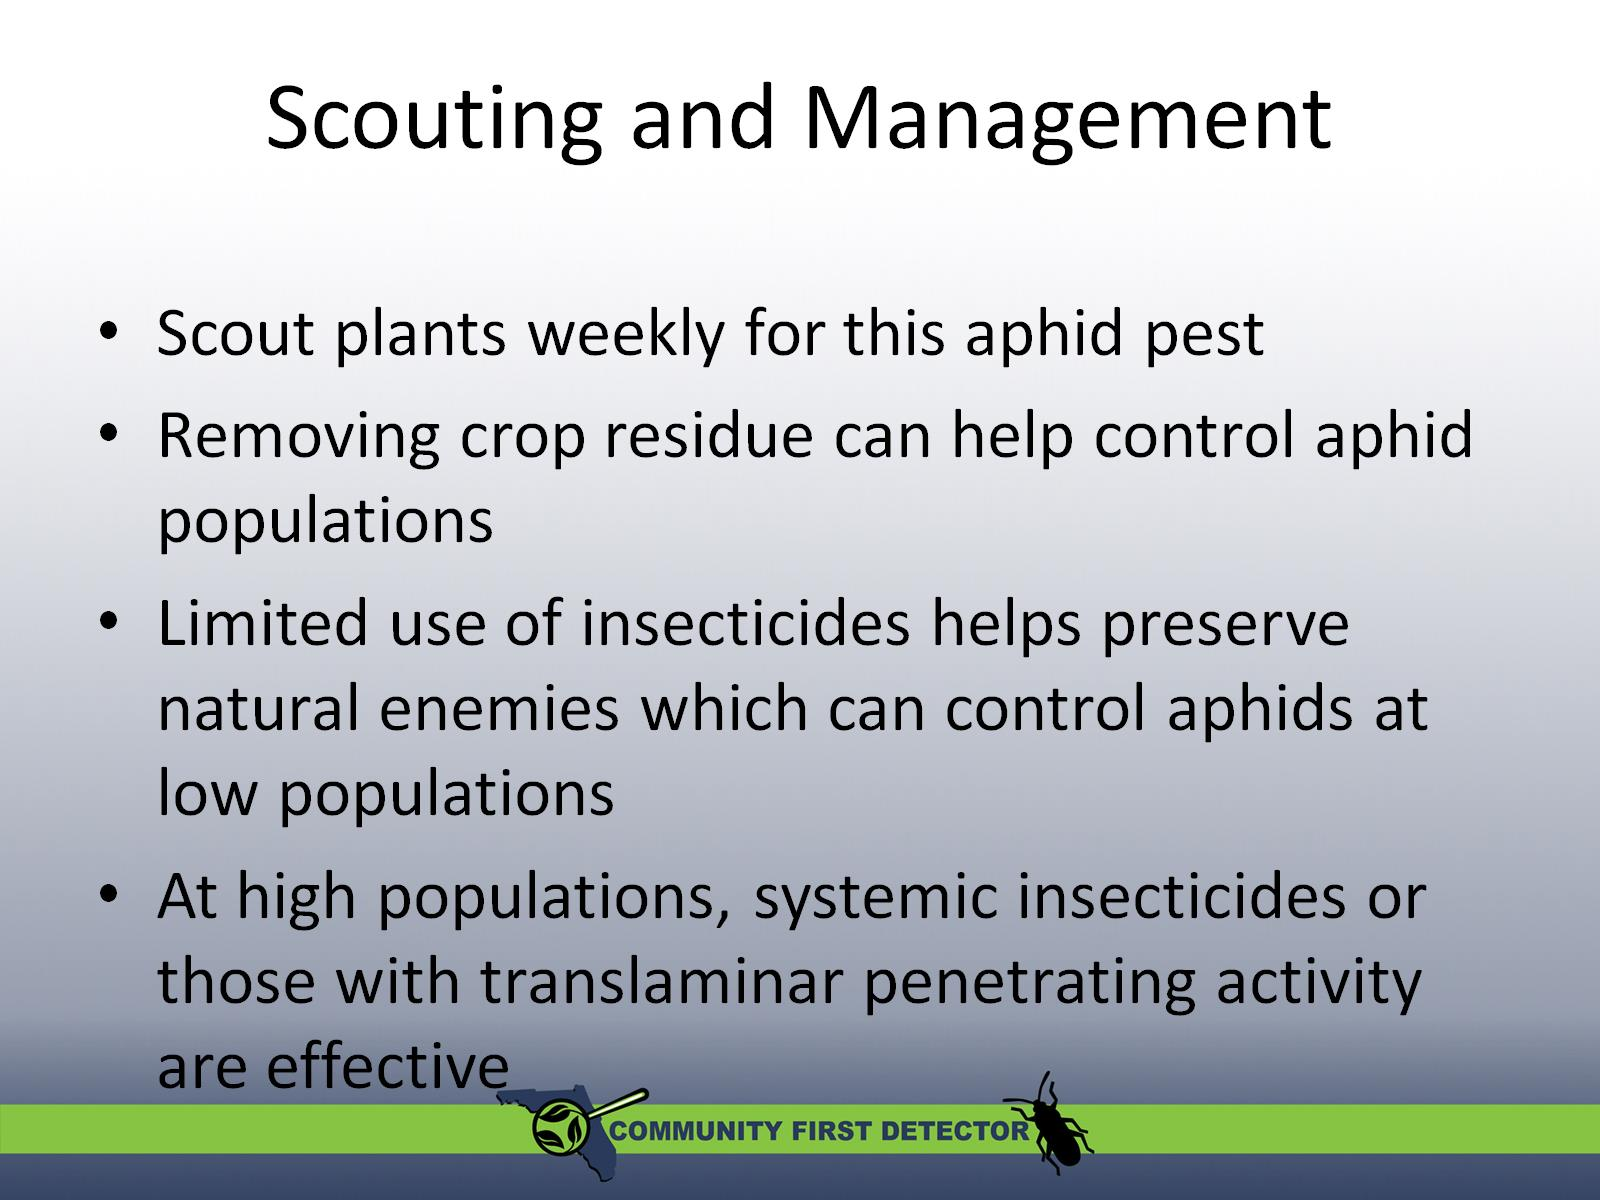 Scouting and Management
• Scout plants weekly for this aphid pest
• Removing crop residue can help control aphid
populations
• Limited use of insecticides helps preserve
natural enemies which can control aphids at
low populations
• At high populations, systemic insecticides or
those with translaminar penetrating activity
are effective
COMMUNITY FIRST DETECTOR